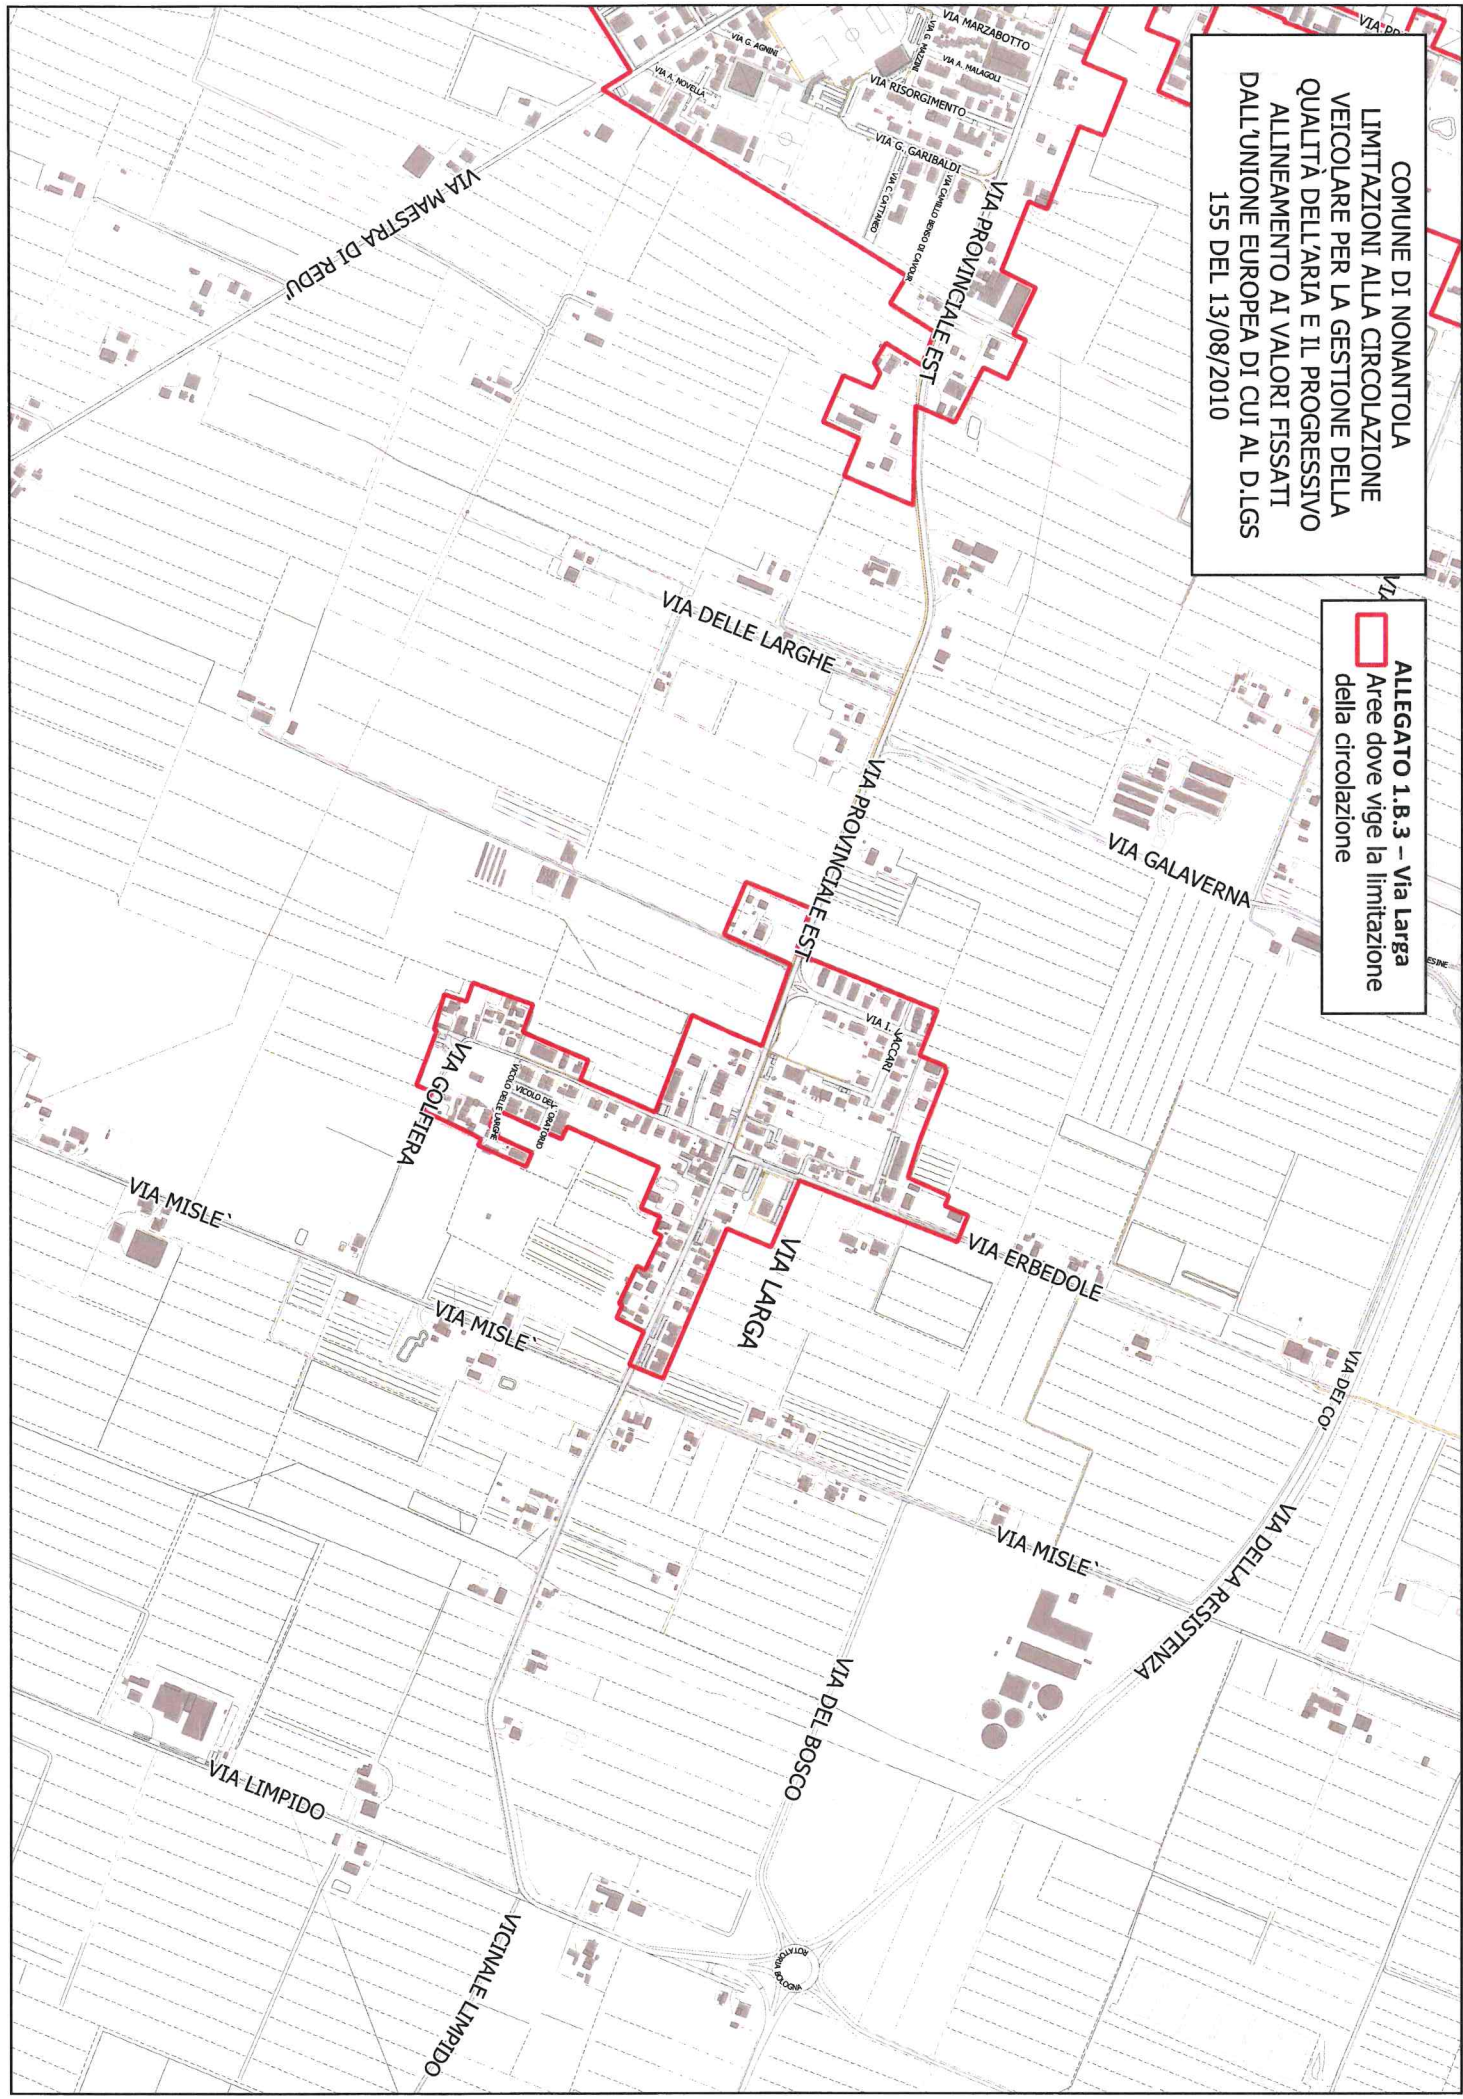 COMUNE DI NONANTOLA
LIMITAZIONI ALLA CIRCOLAZIONE
VEICOLARE PER LA GESTIONE DELLA
QUALITÀ DELL'ARIA E IL PROGRESSIVO
ALLINEAMENTO AI VALORI FISSATI
DALL'UNIONE EUROPEA DI CUI AL D.LGS
155 DEL 13/08/2010
ALLEGATO 1.B.3 – Via Larga
Aree dove vige la limitazione
della circolazione
VIA
ESINE
VIA MARZABOTTO
VIA G. MAZZINI
VIA A. MALAGOLI
VIA G. AGNINI
VIA A. NOVELLA
VIA RISORGIMENTO
VIA G. GARIBALDI
VIA C. CATTANEO
VIA CAMILLO BENSO DI CAVOUR
VIA PROVINCIALE EST
VIA MAESTRA DI REDU'
VIA DELLE LARGHE
VIA PROVINCIALE EST
VIA GALAVERNA
VIA I. VACCARI
VIA GOLFIERA
VICOLO DELLE LARGHE
VICOLO DELL' ORATORIO
VIA LARGA
VIA ERBEDOLE
VIA MISLE`
VIA MISLE`
VIA MISLE`
VIA DEI CO'
VIA DELLA RESISTENZA
VIA DEL BOSCO
VIA LIMPIDO
VICINALE LIMPIDO
ROTATORIA BOLOGNA